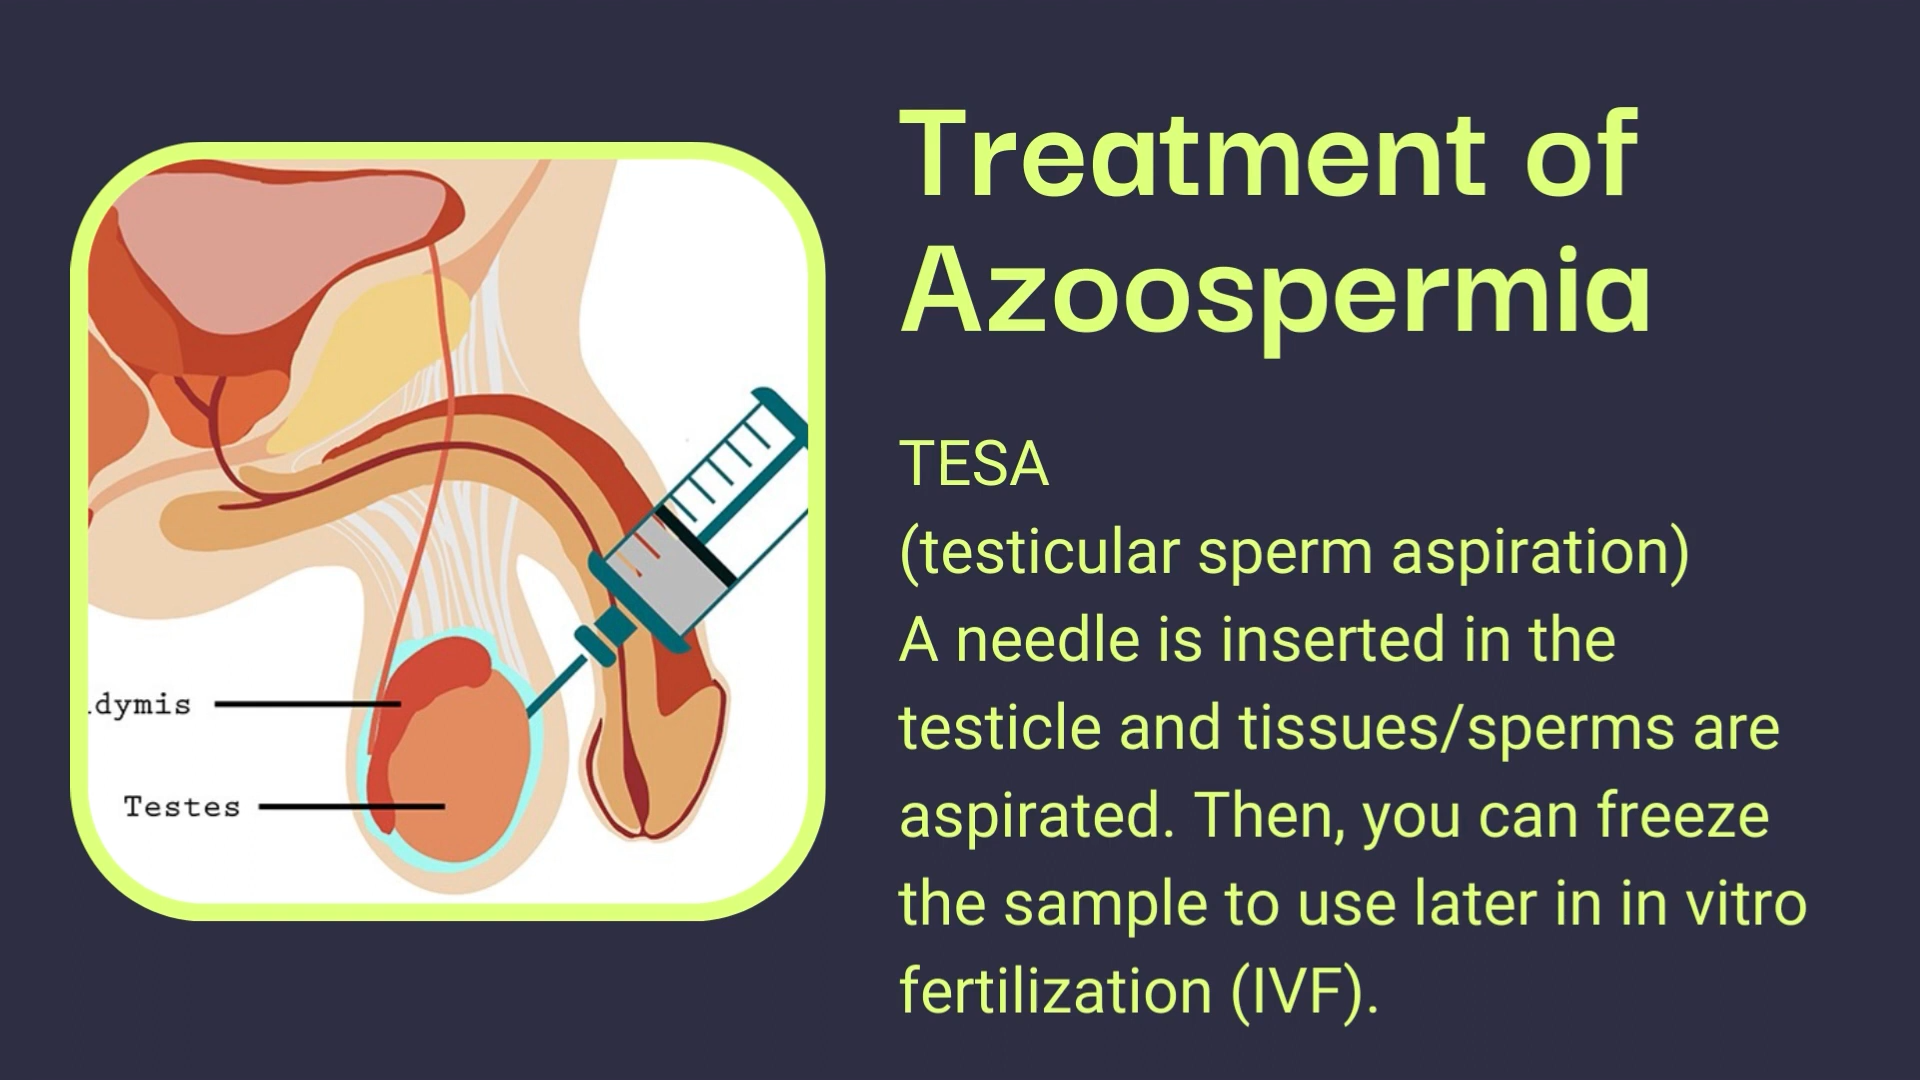 Treatment of
Azoospermia
TESA
(testicular sperm aspiration)
A needle is inserted in the
testicle and tissues/sperms are
aspirated. Then, you can freeze
the sample to use later in in vitro
fertilization (IVF).
dymis
Testes